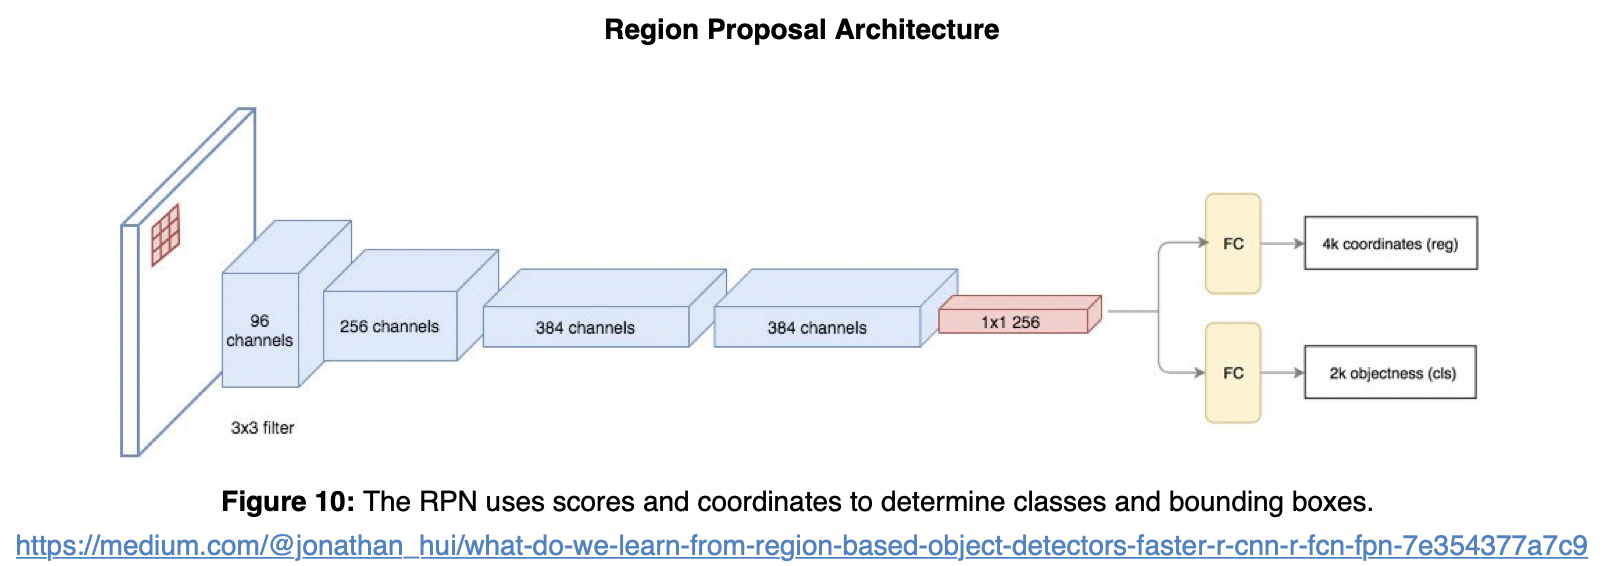 Region Proposal Architecture
96
channels
256 channels
384 channels
384 channels
1x1 256
FC
4k coordinates (reg)
FC
2k objectness (cls)
3x3 filter
Figure 10: The RPN uses scores and coordinates to determine classes and bounding boxes.
https://medium.com/@jonathan_hui/what-do-we-learn-from-region-based-object-detectors-faster-r-cnn-r-fcn-fpn-7e354377a7c9